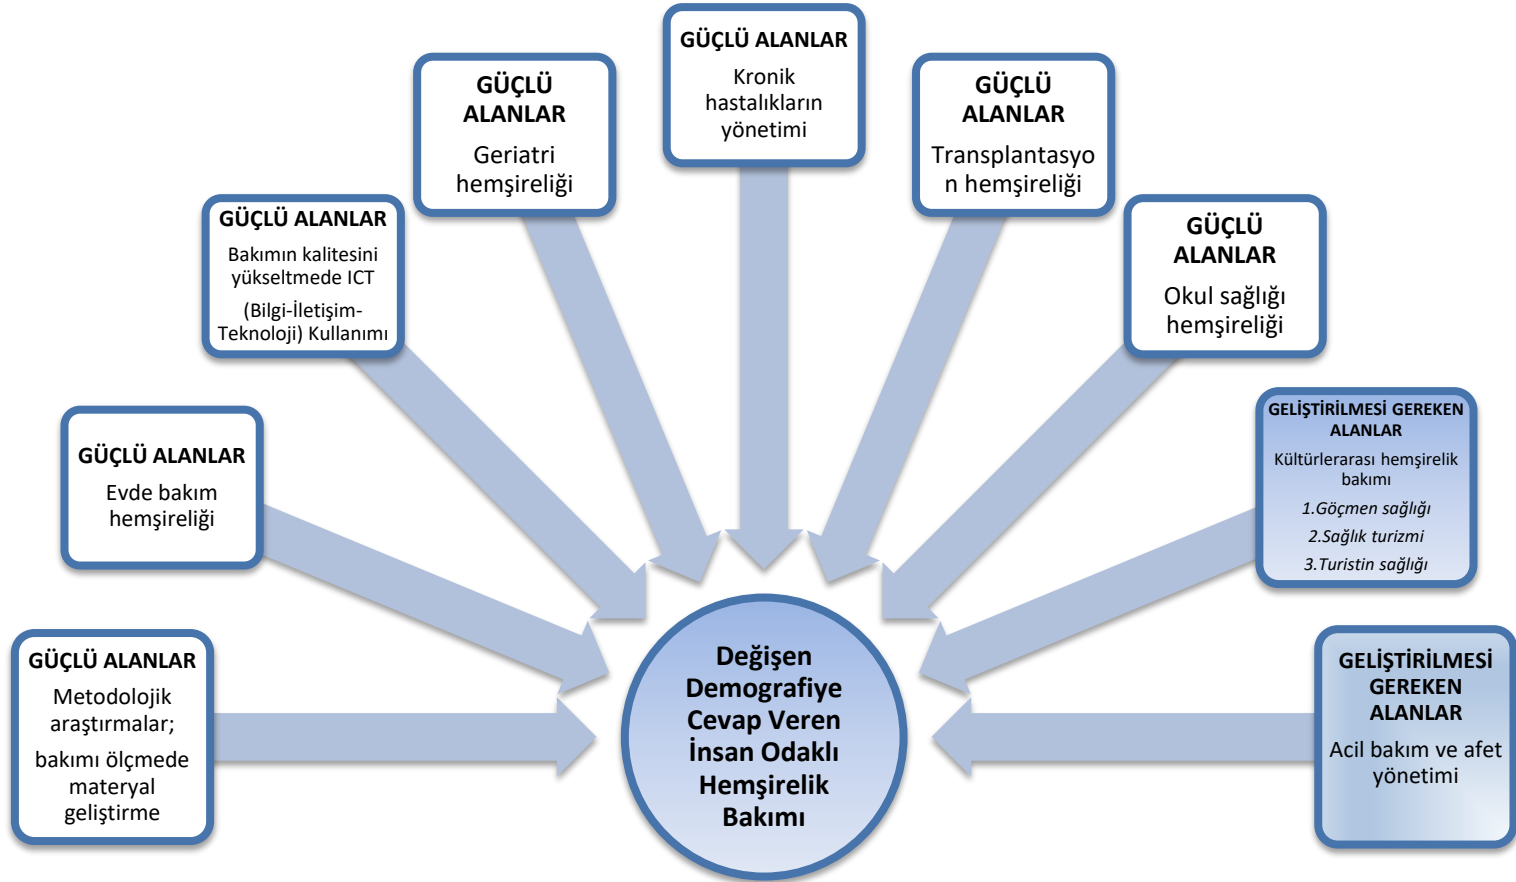 GÜÇLÜ ALANLAR
Metodolojik
araştırmalar;
bakımı ölçmede
materyal
geliştirme
GÜÇLÜ ALANLAR
Evde bakım
hemşireliği
GÜÇLÜ ALANLAR
Bakımın kalitesini
yükseltmede ICT
(Bilgi-İletişim-
Teknoloji) Kullanımı
GÜÇLÜ
ALANLAR
Geriatri
hemşireliği
GÜÇLÜ ALANLAR
Kronik
hastalıkların
yönetimi
GÜÇLÜ
ALANLAR
Transplantasyo
n hemşireliği
GÜÇLÜ
ALANLAR
Okul sağlığı
hemşireliği
GELİŞTİRİLMESİ GEREKEN
ALANLAR
Kültürlerarası hemşirelik
bakımı
1.Göçmen sağlığı
2.Sağlık turizmi
3.Turistin sağlığı
GELİŞTİRİLMESİ
GEREKEN
ALANLAR
Acil bakım ve afet
yönetimi
Değişen
Demografiye
Cevap Veren
İnsan Odaklı
Hemşirelik
Bakımı